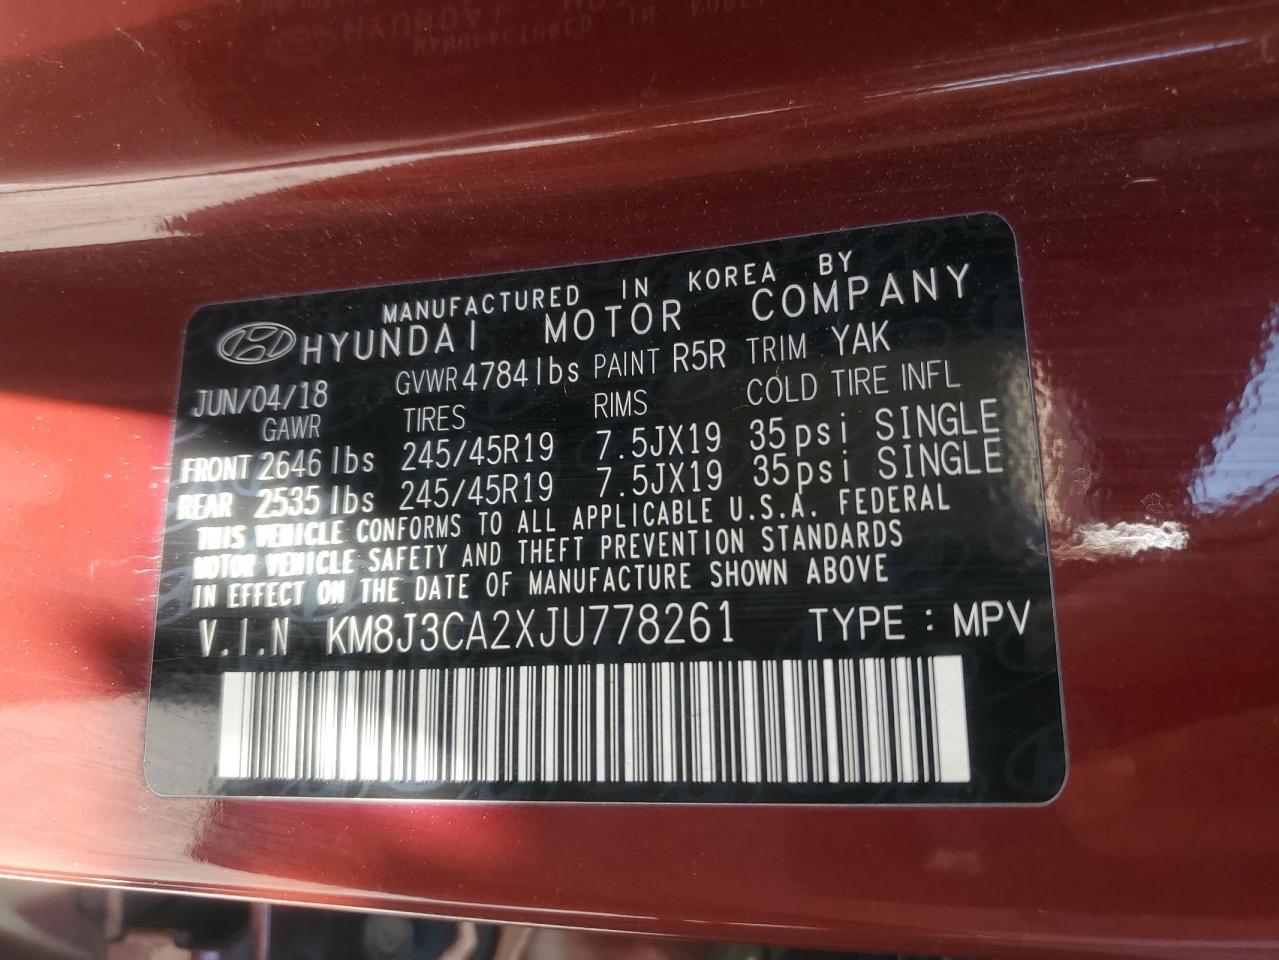 MANUFACTURED IN KOREA BY
HYUNDAI MOTOR COMPANY
JUN/04/18 GVWR 4784lbs PAINT R5R TRIM YAK
GAWR TIRES RIMS COLD TIRE INFL
FRONT 2646 lbs 245/45R19 7.5JX19 35psi SINGLE
REAR 2535 lbs 245/45R19 7.5JX19 35psi SINGLE
THIS VEHICLE CONFORMS TO ALL APPLICABLE U.S.A. FEDERAL
MOTOR VEHICLE SAFETY AND THEFT PREVENTION STANDARDS
IN EFFECT ON THE DATE OF MANUFACTURE SHOWN ABOVE
V.I.N KM8J3CA2XJU778261 TYPE : MPV